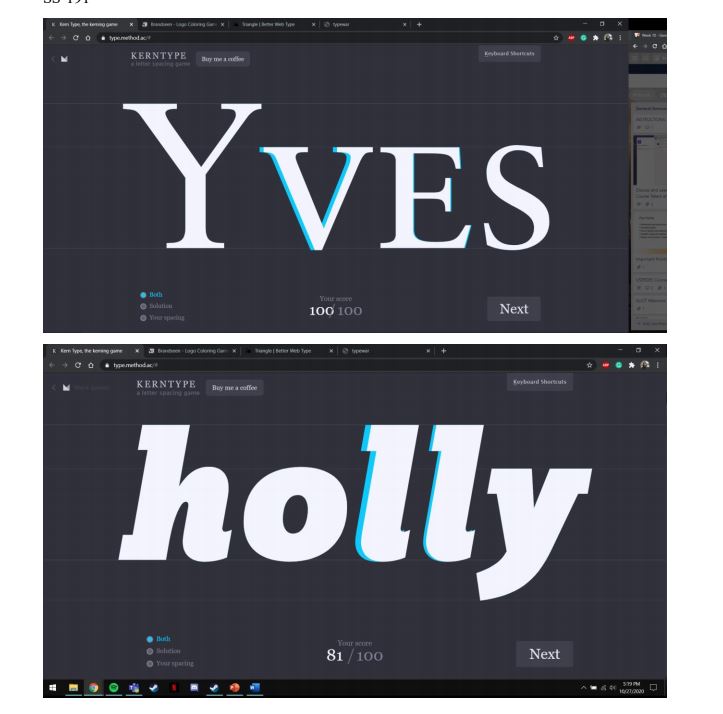 Kern Type, the kerning game
Brandseen - Logo Coloring Game
Triangle | Better Web Type
typewar
type.method.ac/#
KERNTYPE
a letter spacing game
Buy me a coffee
Keyboard Shortcuts
YVES
Both
Solution
Your spacing
Your score
100/100
Next
Kern Type, the kerning game
Brandseen - Logo Coloring Game
Triangle | Better Web Type
typewar
type.method.ac/#
KERNTYPE
a letter spacing game
Buy me a coffee
Keyboard Shortcuts
holly
Both
Solution
Your spacing
Your score
81/100
Next
5:19 PM
10/27/2020